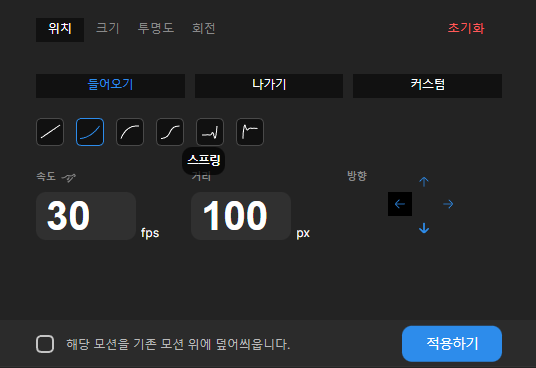 위치 크기 투명도 회전 초기화
들어오기 나가기 커스텀
스프링
속도 거리 방향
30 fps 100 px
해당 모션을 기존 모션 위에 덮어씌웁니다. 적용하기